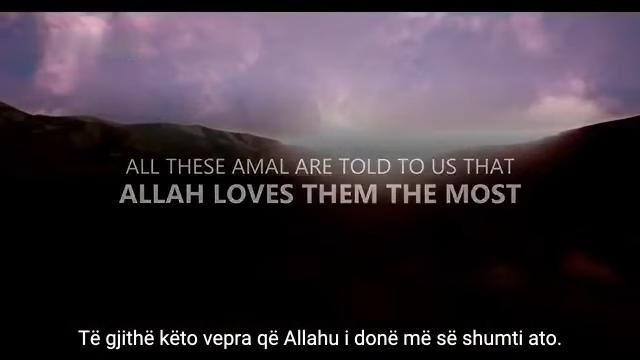 ALL THESE AMAL ARE TOLD TO US THAT
ALLAH LOVES THEM THE MOST
Të gjithë këto vepra që Allahu i donë më së shumti ato.